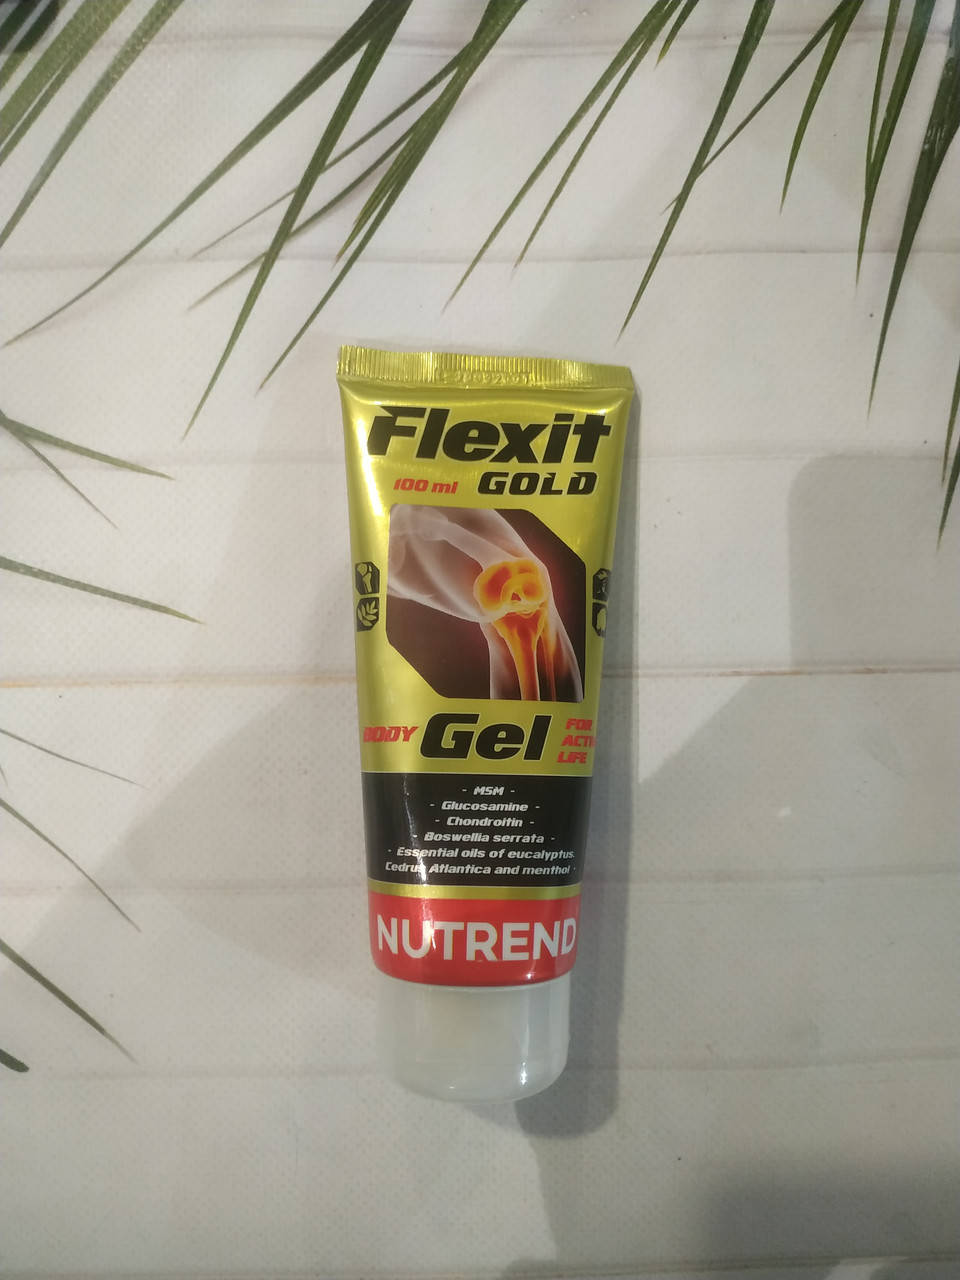 Flexit
100 ml GOLD
BODY Gel FOR
LIFE
- MSM -
- Glucosamine -
- Chondroitin -
- Boswellia serrata -
- Essential oils of eucalyptus,
Cedrus Atlantica and menthol -
NUTREND